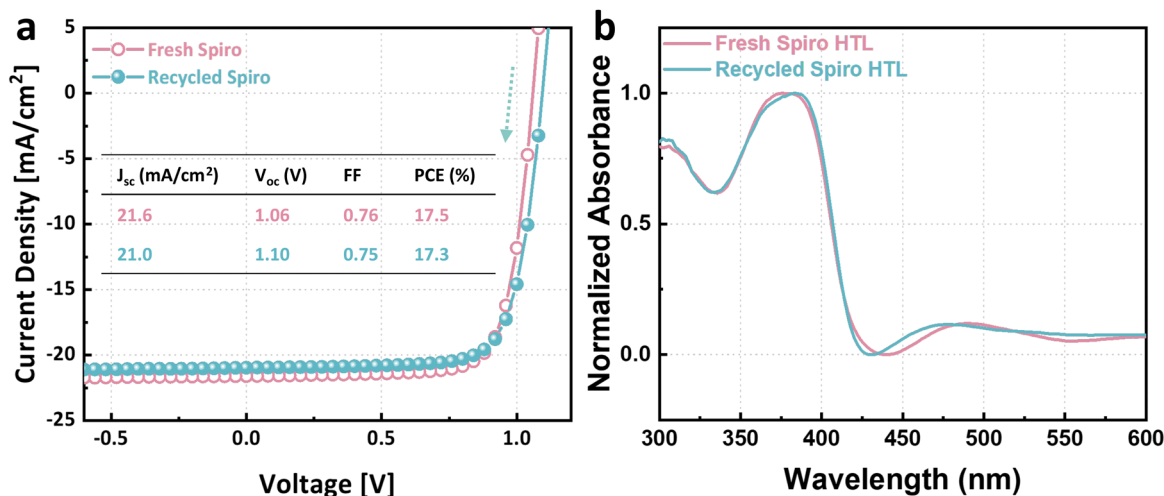 a
Fresh Spiro
Recycled Spiro
J_sc (mA/cm²) V_oc (V) FF PCE (%)
21.6 1.06 0.76 17.5
21.0 1.10 0.75 17.3
Current Density [mA/cm²]
5
0
-5
-10
-15
-20
-25
-0.5 0.0 0.5 1.0
Voltage [V]
b
Fresh Spiro HTL
Recycled Spiro HTL
Normalized Absorbance
1.0
0.5
0.0
300 350 400 450 500 550 600
Wavelength (nm)